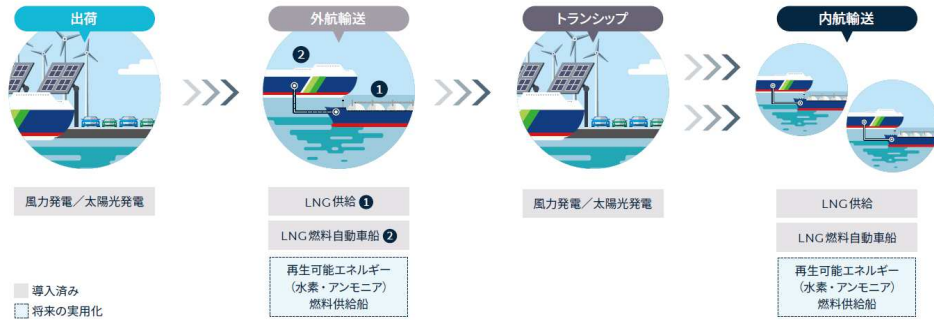 出荷
外航輸送
トランシップ
内航輸送
2
1
風力発電／太陽光発電
LNG供給 1
LNG燃料自動車船 2
再生可能エネルギー
（水素・アンモニア）
燃料供給船
風力発電／太陽光発電
LNG供給
LNG燃料自動車船
再生可能エネルギー
（水素・アンモニア）
燃料供給船
導入済み
将来の実用化